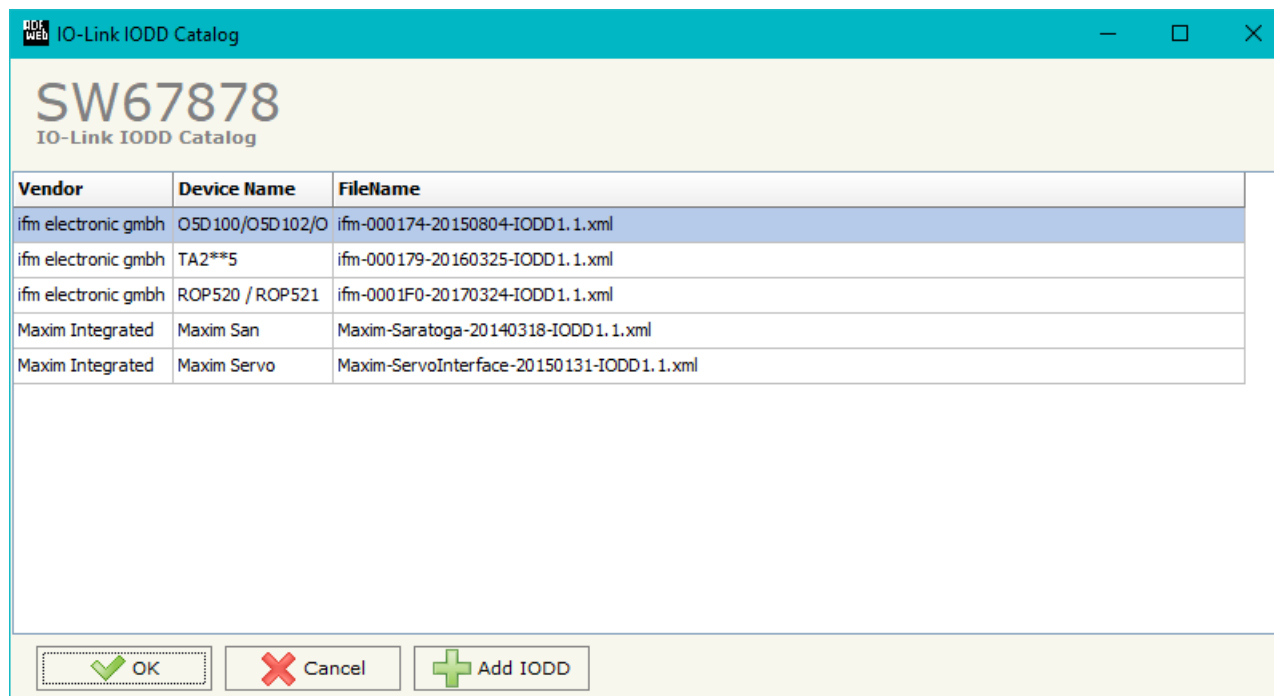 ADF
WEB
IO-Link IODD Catalog
SW67878
IO-Link IODD Catalog
Vendor Device Name FileName
ifm electronic gmbh O5D100/O5D102/O ifm-000174-20150804-IODD1.1.xml
ifm electronic gmbh TA2**5 ifm-000179-20160325-IODD1.1.xml
ifm electronic gmbh ROP520 / ROP521 ifm-0001F0-20170324-IODD1.1.xml
Maxim Integrated Maxim San Maxim-Saratoga-20140318-IODD1.1.xml
Maxim Integrated Maxim Servo Maxim-ServoInterface-20150131-IODD1.1.xml
OK Cancel Add IODD